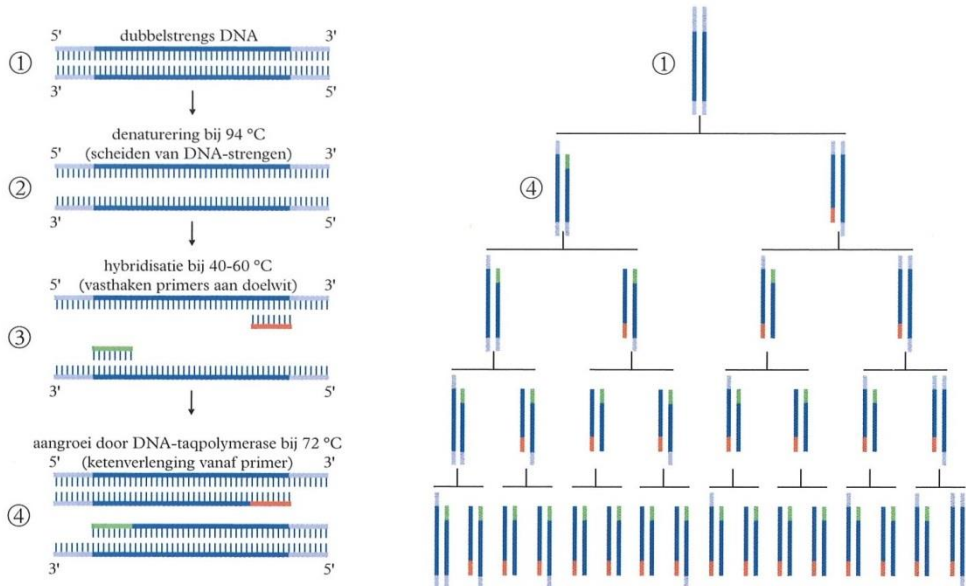 5' dubbelstrengs DNA 3'
①
3' 5'
denaturering bij 94 °C
5' (scheiden van DNA-strengen) 3'
②
3' 5'
hybridisatie bij 40-60 °C
5' (vasthaken primers aan doelwit) 3'
③
3' 5'
aangroei door DNA-taqpolymerase bij 72 °C
5' (ketenverlenging vanaf primer) 3'
④
3' 5'
①
④